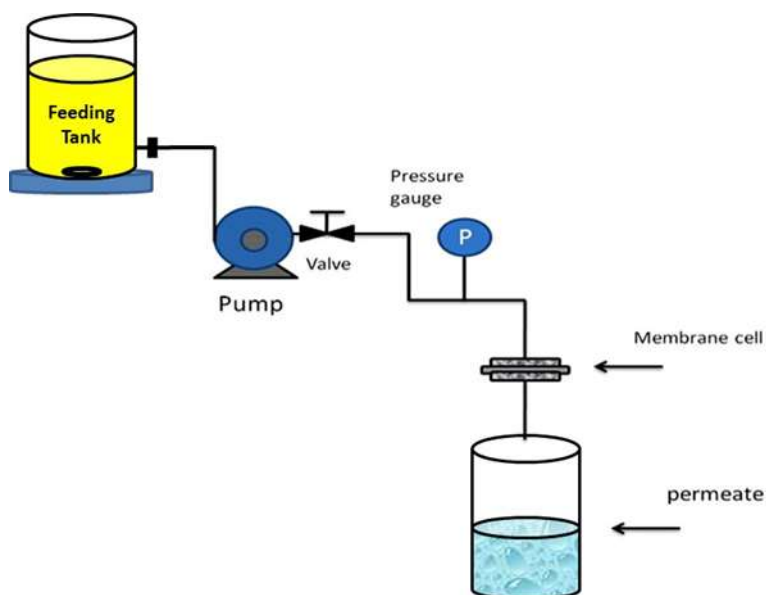 Feeding
Tank
Pressure
gauge
P
Valve
Pump
Membrane cell
permeate